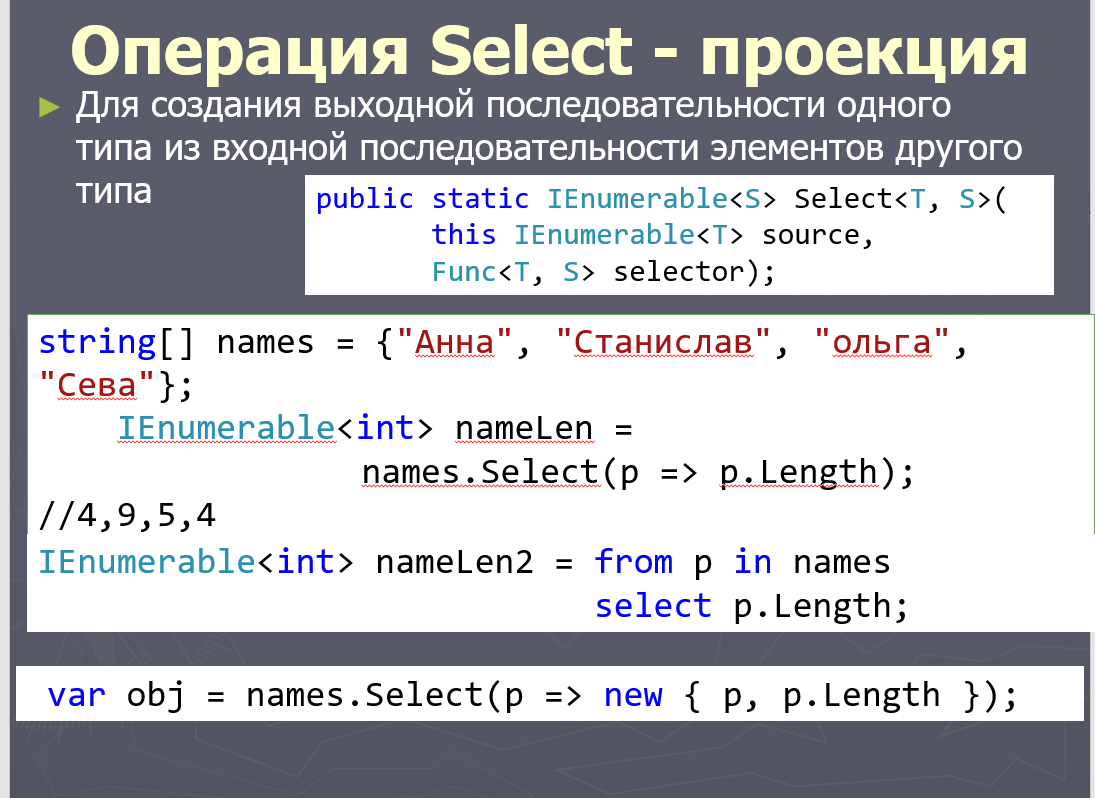 Операция Select - проекция
► Для создания выходной последовательности одного
типа из входной последовательности элементов другого
типа
public static IEnumerable<S> Select<T, S>(
this IEnumerable<T> source,
Func<T, S> selector);
string[] names = {"Анна", "Станислав", "ольга",
"Сева"};
IEnumerable<int> nameLen =
names.Select(p => p.Length);
//4,9,5,4
IEnumerable<int> nameLen2 = from p in names
select p.Length;
var obj = names.Select(p => new { p, p.Length });